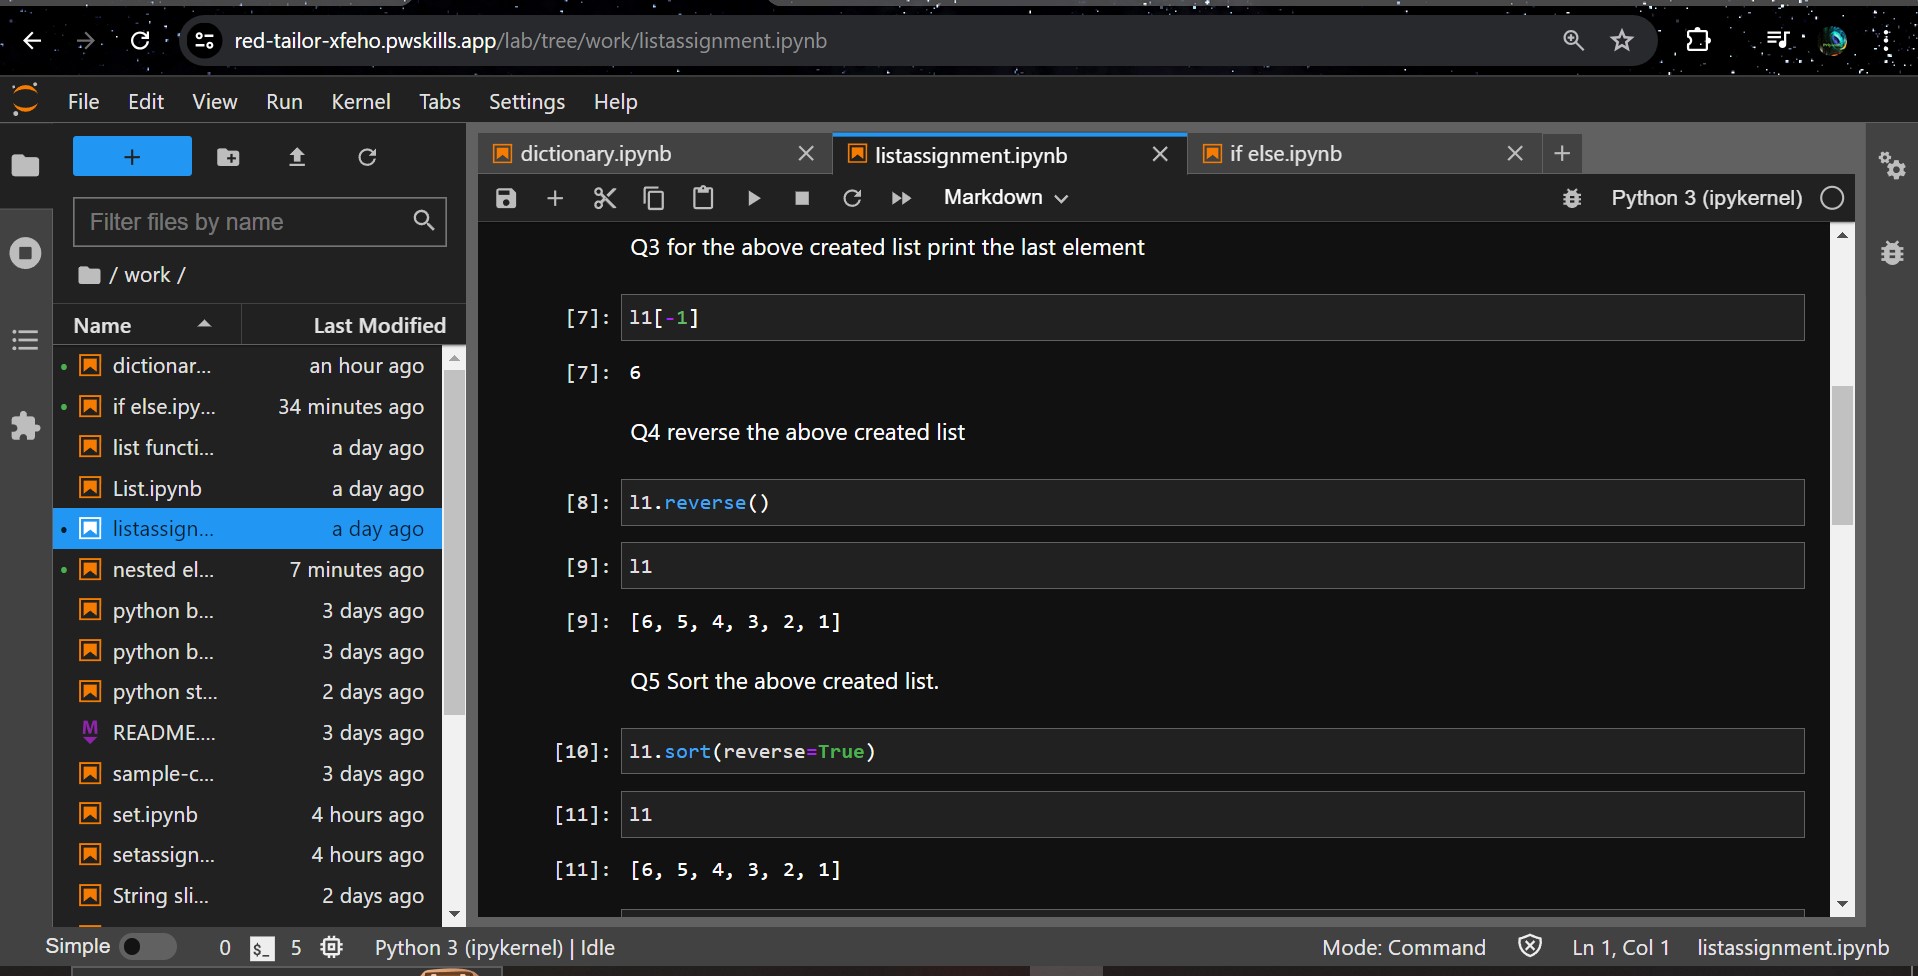 red-tailor-xfeho.pwskills.app/lab/tree/work/listassignment.ipynb
File Edit View Run Kernel Tabs Settings Help
+
Filter files by name
/ work /
Name Last Modified
dictionar... an hour ago
if else.ipy... 34 minutes ago
list functi... a day ago
List.ipynb a day ago
listassign... a day ago
nested el... 7 minutes ago
python b... 3 days ago
python b... 3 days ago
python st... 2 days ago
README.... 3 days ago
sample-c... 3 days ago
set.ipynb 4 hours ago
setassign... 4 hours ago
String sli... 2 days ago
dictionary.ipynb listassignment.ipynb if else.ipynb
Markdown Python 3 (ipykernel)
Q3 for the above created list print the last element
[7]: l1[-1]
[7]: 6
Q4 reverse the above created list
[8]: l1.reverse()
[9]: l1
[9]: [6, 5, 4, 3, 2, 1]
Q5 Sort the above created list.
[10]: l1.sort(reverse=True)
[11]: l1
[11]: [6, 5, 4, 3, 2, 1]
Simple 0 $_ 5 Python 3 (ipykernel) | Idle Mode: Command Ln 1, Col 1 listassignment.ipynb